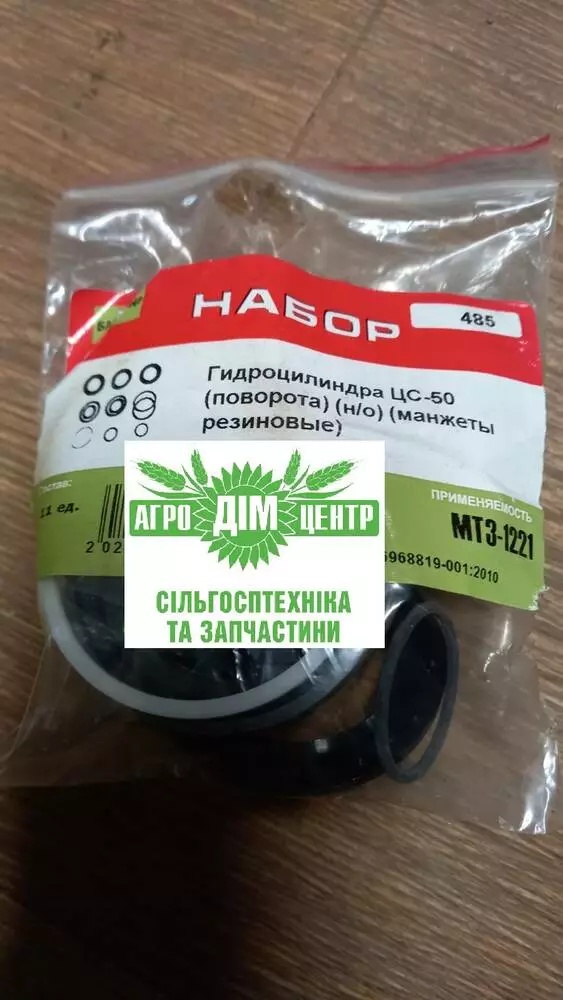 НАБОР
485
Гидроцилиндра ЦС-50
(поворота) (н/о) (манжеты
резиновые)
11 ед.
ПРИМЕНЯЕМОСТЬ
МТЗ-1221
5968819-001:2010
АГРО ДІМ ЦЕНТР
СІЛЬГОСПТЕХНІКА
ТА ЗАПЧАСТИНИ